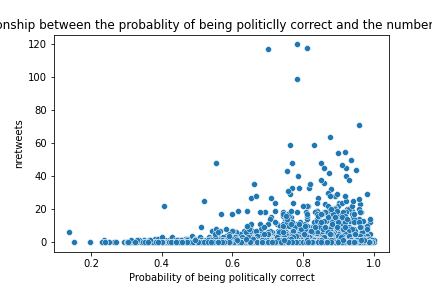 onship between the probablity of being politiclly correct and the number
120
100
80
60
40
20
0
nretweets
0.2 0.4 0.6 0.8 1.0
Probability of being politically correct